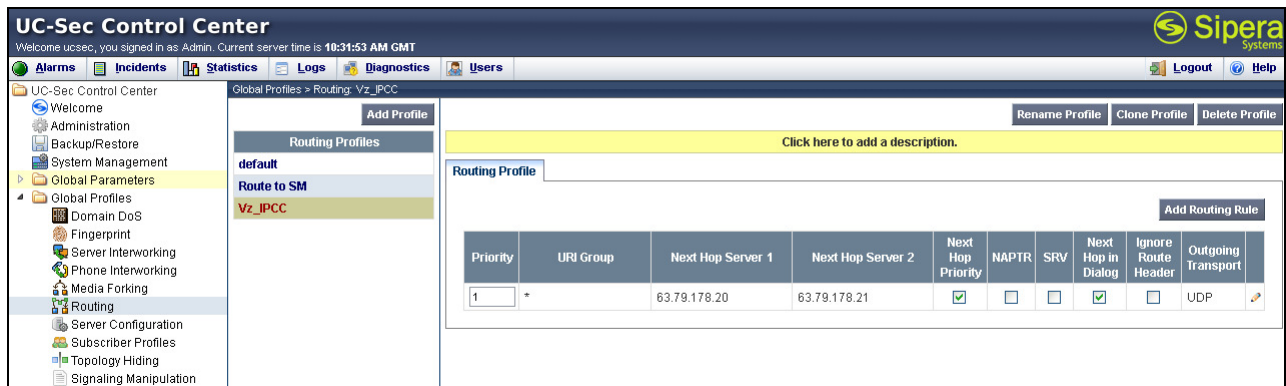 UC-Sec Control Center
Welcome ucsec, you signed in as Admin. Current server time is 10:31:53 AM GMT
Sipera
Systems
Alarms Incidents Statistics Logs Diagnostics Users Logout Help
UC-Sec Control Center
Welcome
Administration
Backup/Restore
System Management
Global Parameters
Global Profiles
Domain DoS
Fingerprint
Server Interworking
Phone Interworking
Media Forking
Routing
Server Configuration
Subscriber Profiles
Topology Hiding
Signaling Manipulation
Global Profiles > Routing: Vz_IPCC
Add Profile
Routing Profiles
default
Route to SM
Vz_IPCC
Rename Profile Clone Profile Delete Profile
Click here to add a description.
Routing Profile
Add Routing Rule
Priority URI Group Next Hop Server 1 Next Hop Server 2 Next Hop Priority NAPTR SRV Next Hop in Dialog Ignore Route Header Outgoing Transport
1 * 63.79.178.20 63.79.178.21 UDP